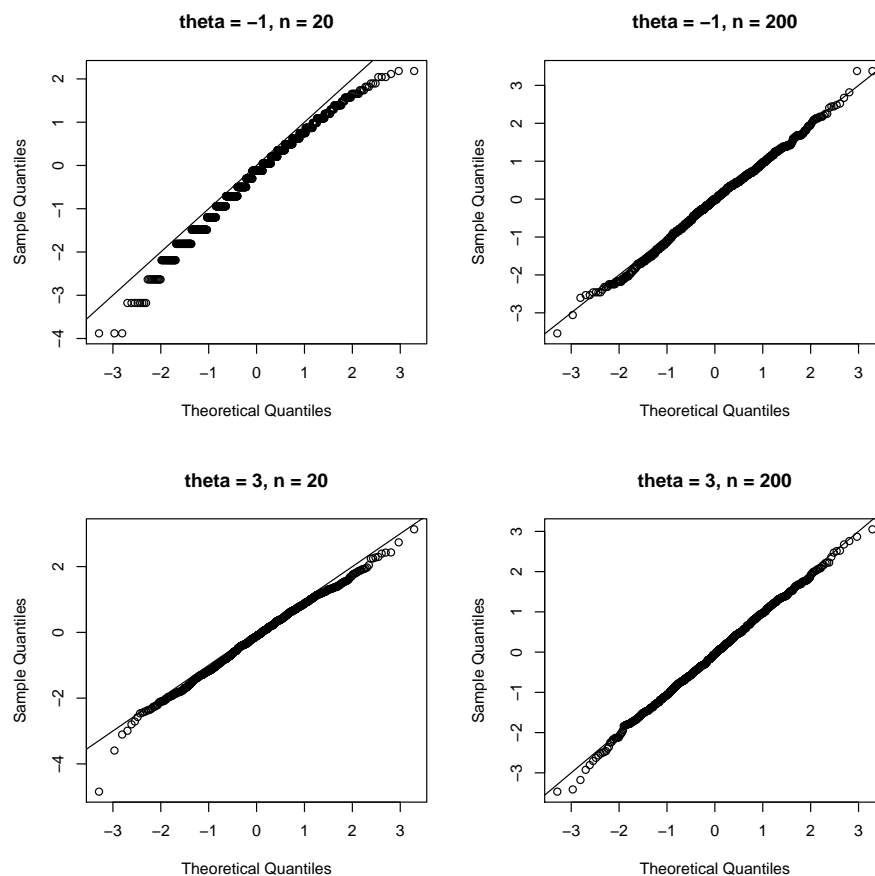 theta = −1, n = 20
Sample Quantiles
2
1
0
−1
−2
−3
−4
−3 −2 −1 0 1 2 3
Theoretical Quantiles
theta = −1, n = 200
Sample Quantiles
3
2
1
0
−1
−2
−3
−3 −2 −1 0 1 2 3
Theoretical Quantiles
theta = 3, n = 20
Sample Quantiles
2
0
−2
−4
−3 −2 −1 0 1 2 3
Theoretical Quantiles
theta = 3, n = 200
Sample Quantiles
3
2
1
0
−1
−2
−3
−3 −2 −1 0 1 2 3
Theoretical Quantiles